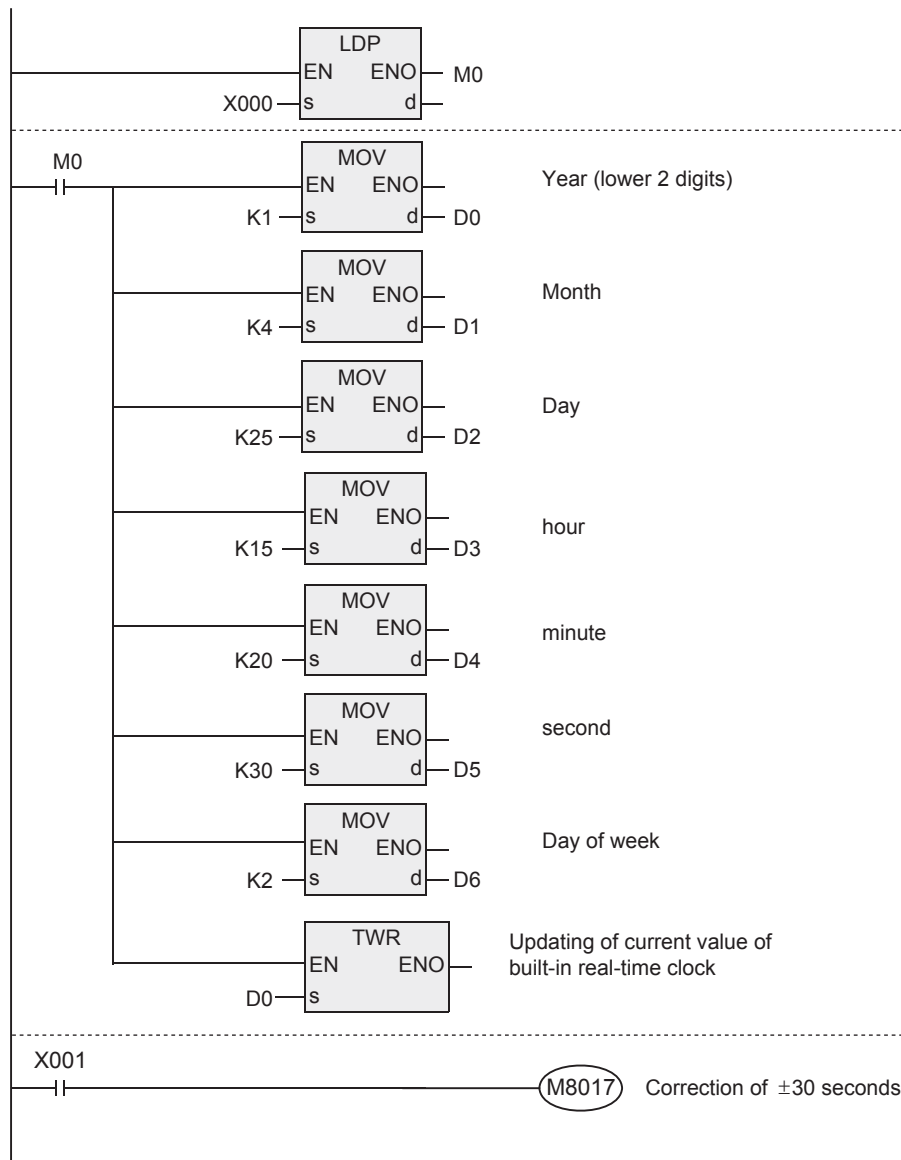 LDP
EN ENO M0
X000 s d
M0
MOV
EN ENO
K1 s d D0
Year (lower 2 digits)
MOV
EN ENO
K4 s d D1
Month
MOV
EN ENO
K25 s d D2
Day
MOV
EN ENO
K15 s d D3
hour
MOV
EN ENO
K20 s d D4
minute
MOV
EN ENO
K30 s d D5
second
MOV
EN ENO
K2 s d D6
Day of week
TWR
EN ENO
D0 s
Updating of current value of
built-in real-time clock
X001
M8017 Correction of ±30 seconds